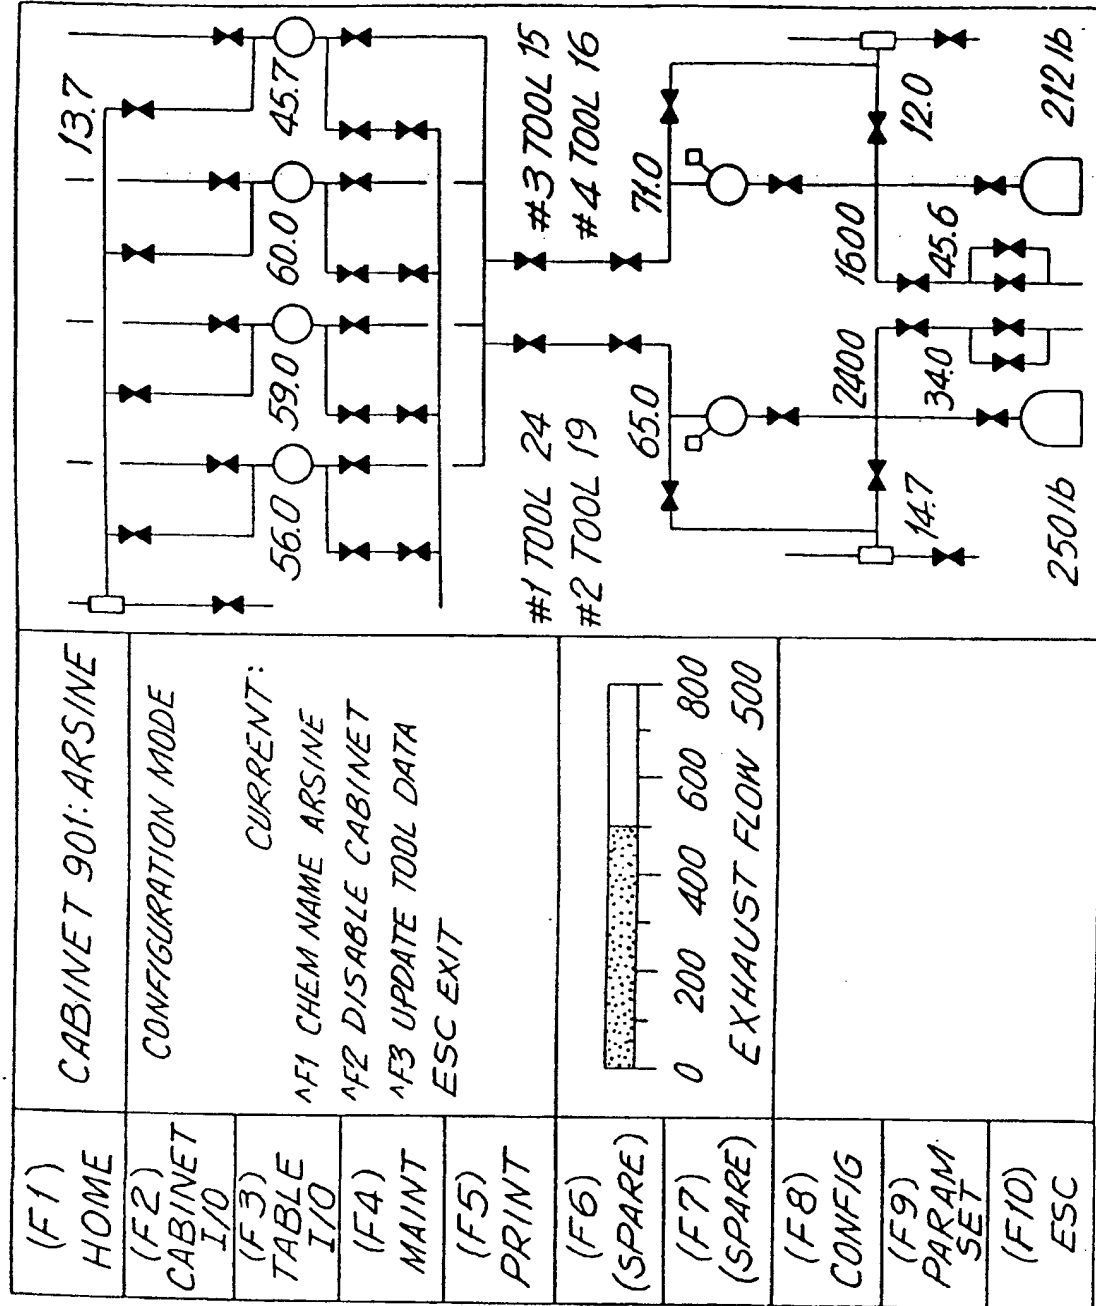 (F1)
HOME
(F2)
CABINET
I/O
(F3)
TABLE
I/O
(F4)
MAINT
(F5)
PRINT
(F6)
(SPARE)
(F7)
(SPARE)
(F8)
CONFIG
(F9)
PARAM
SET
(F10)
ESC
CABINET 901: ARSINE
CONFIGURATION MODE
CURRENT:
^F1 CHEM NAME ARSINE
^F2 DISABLE CABINET
^F3 UPDATE TOOL DATA
ESC EXIT
0 200 400 600 800
EXHAUST FLOW 500
13.7
56.0 59.0 60.0 45.7
#1 TOOL 24 #3 TOOL 15
#2 TOOL 19 #4 TOOL 16
65.0 71.0
2400 1600
14.7 34.0 45.6 12.0
250 lb 212 lb